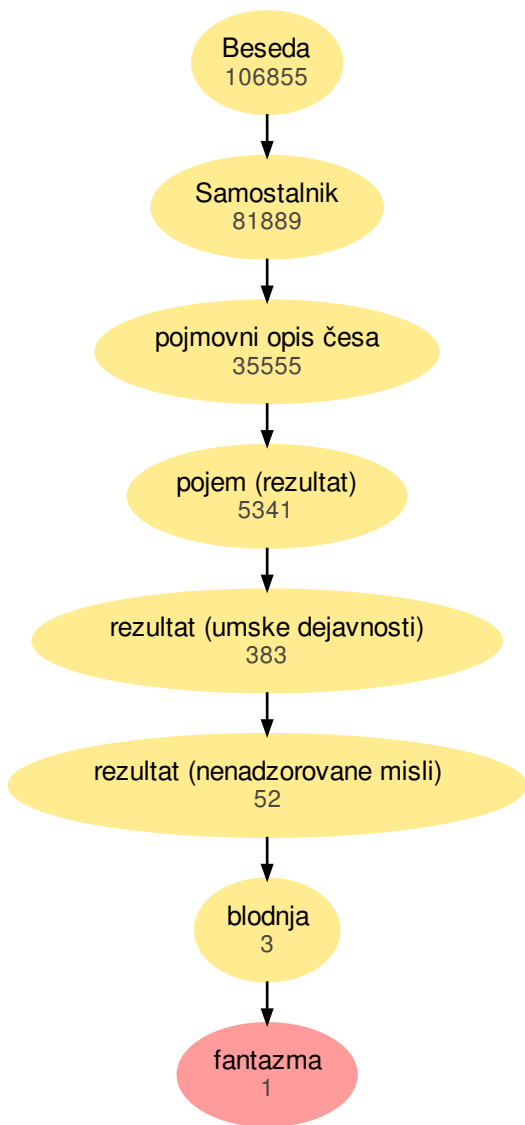 Beseda
106855
Samostalnik
81889
pojmovni opis česa
35555
pojem (rezultat)
5341
rezultat (umske dejavnosti)
383
rezultat (nenadzorovane misli)
52
blodnja
3
fantazma
1